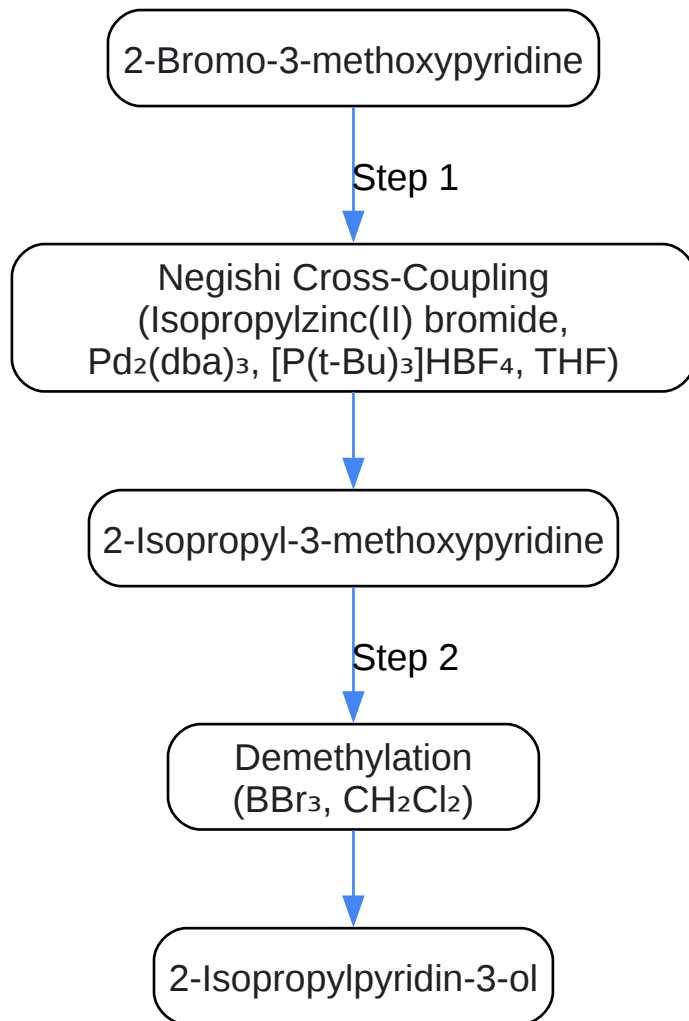 2-Bromo-3-methoxypyridine
Step 1
Negishi Cross-Coupling
(Isopropylzinc(II) bromide,
Pd₂(dba)₃, [P(t-Bu)₃]HBF₄, THF)
2-Isopropyl-3-methoxypyridine
Step 2
Demethylation
(BBr₃, CH₂Cl₂)
2-Isopropylpyridin-3-ol